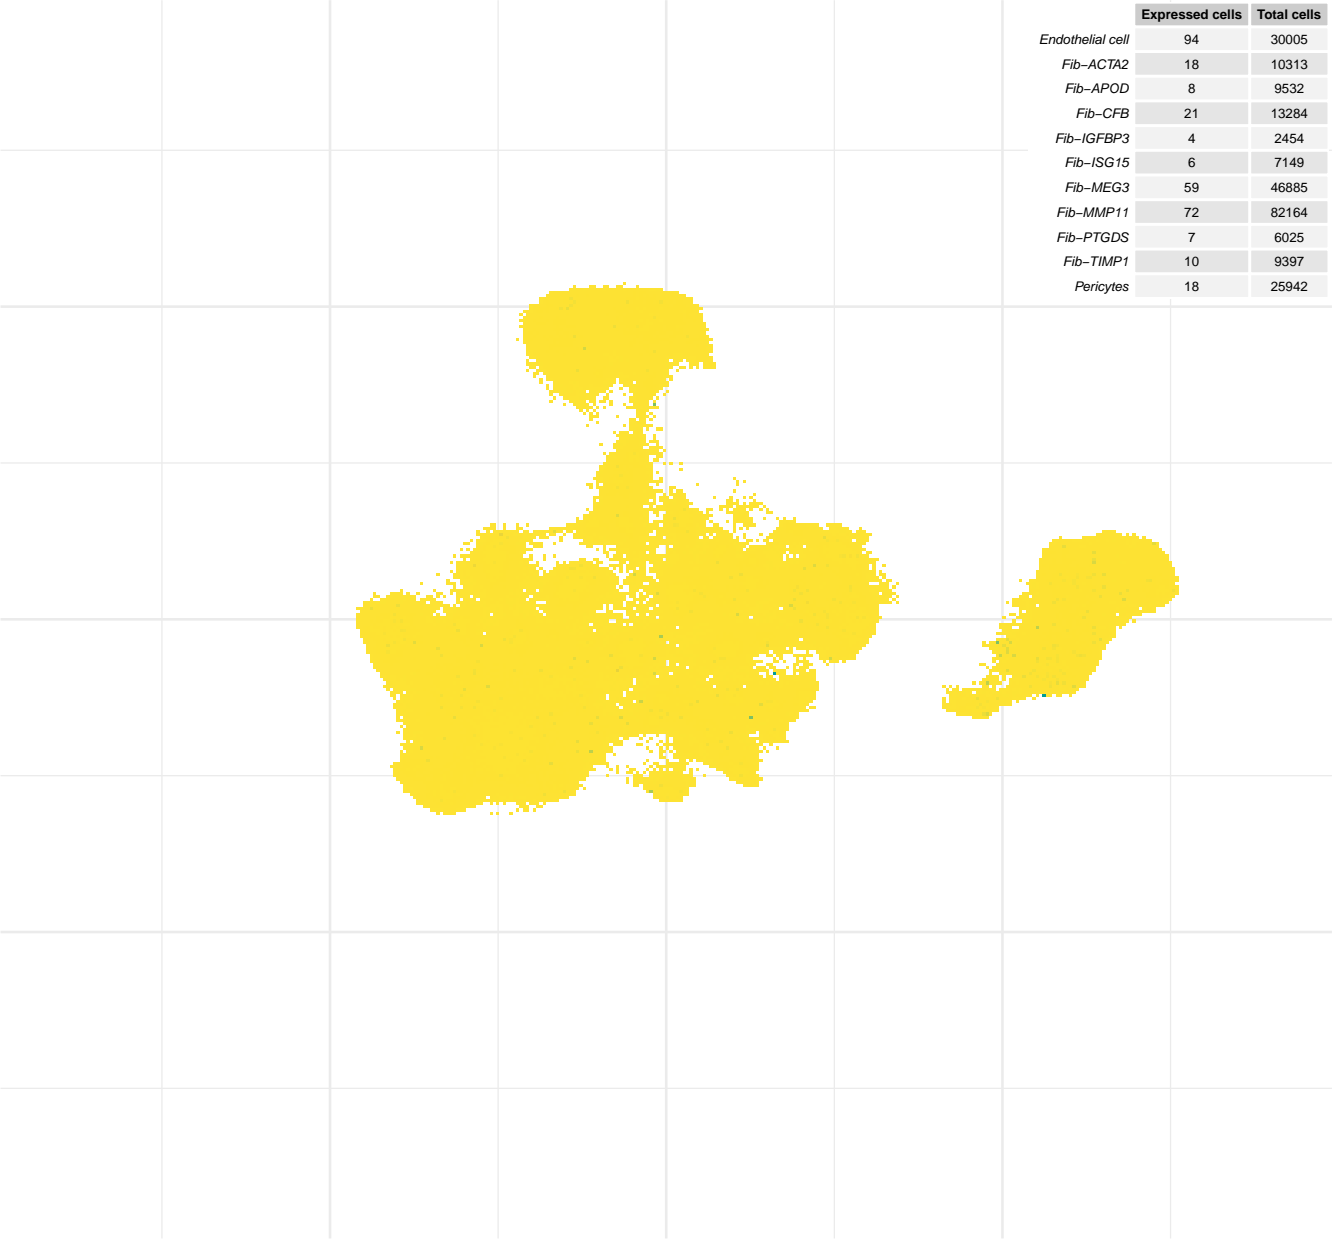 Expressed cells Total cells
Endothelial cell 94 30005
Fib−ACTA2 18 10313
Fib−APOD 8 9532
Fib−CFB 21 13284
Fib−IGFBP3 4 2454
Fib−ISG15 6 7149
Fib−MEG3 59 46885
Fib−MMP11 72 82164
Fib−PTGDS 7 6025
Fib−TIMP1 10 9397
Pericytes 18 25942